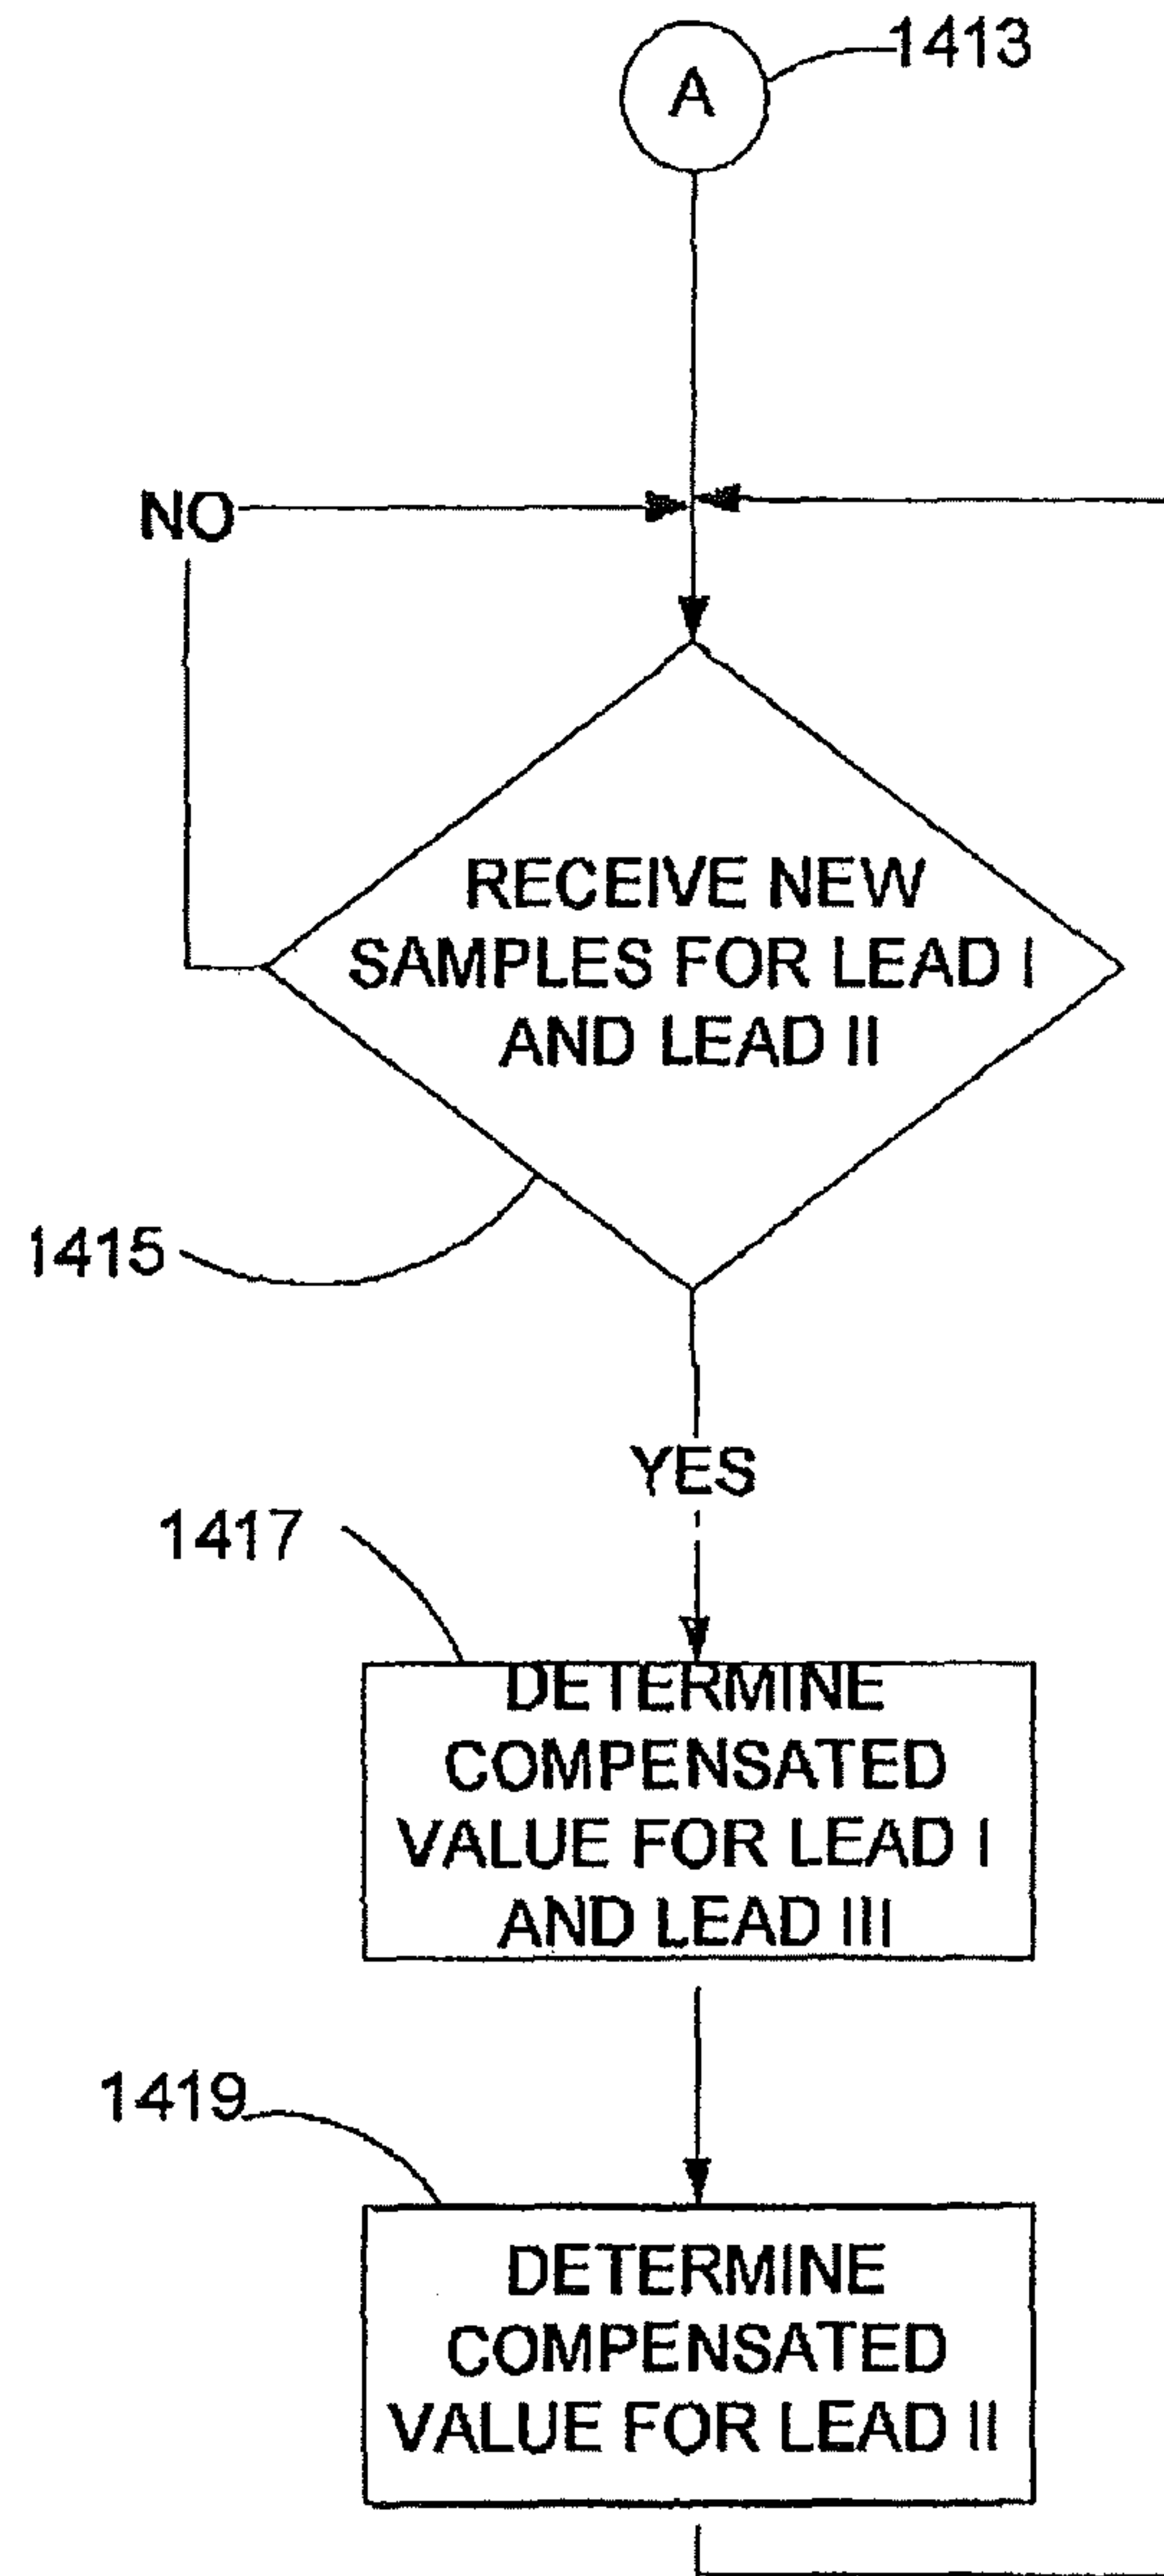 1413
A
NO
RECEIVE NEW
SAMPLES FOR LEAD I
AND LEAD II
1415
YES
1417
DETERMINE
COMPENSATED
VALUE FOR LEAD I
AND LEAD III
1419
DETERMINE
COMPENSATED
VALUE FOR LEAD II